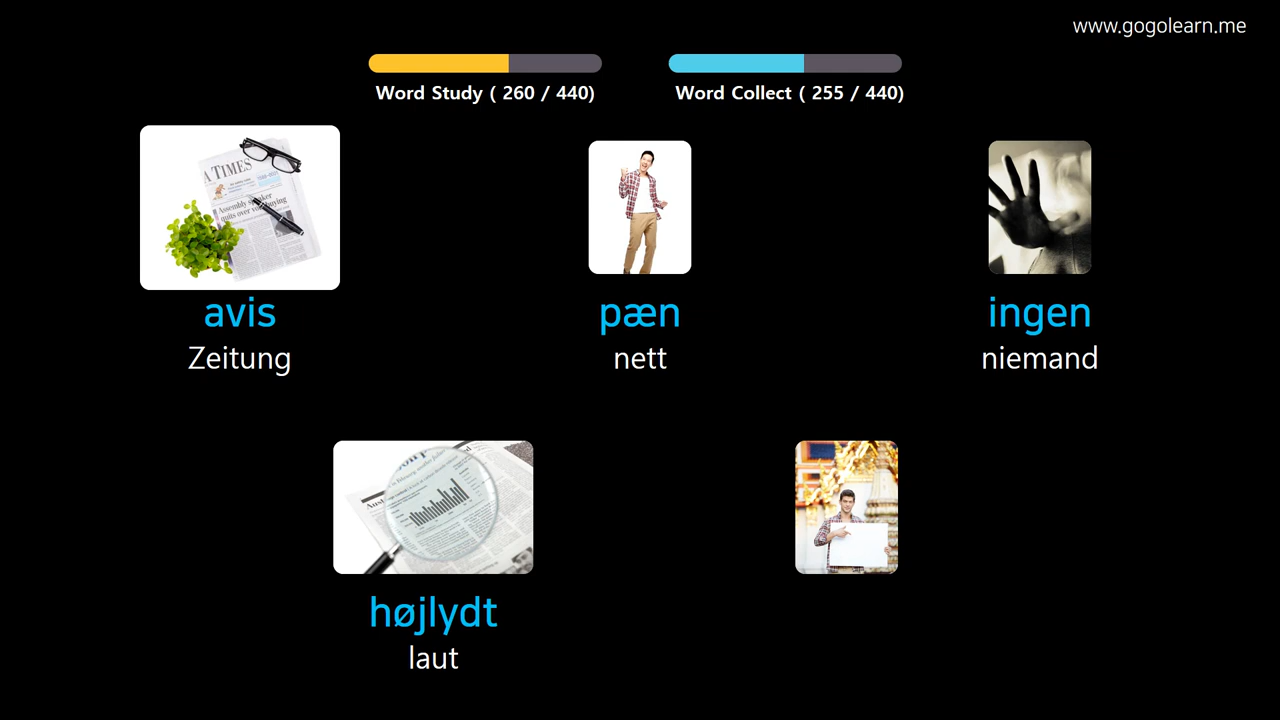 www.gogolearn.me
Word Study ( 260 / 440)
Word Collect ( 255 / 440)
A TIMES
avis
Zeitung
pæn
nett
ingen
niemand
højlydt
laut